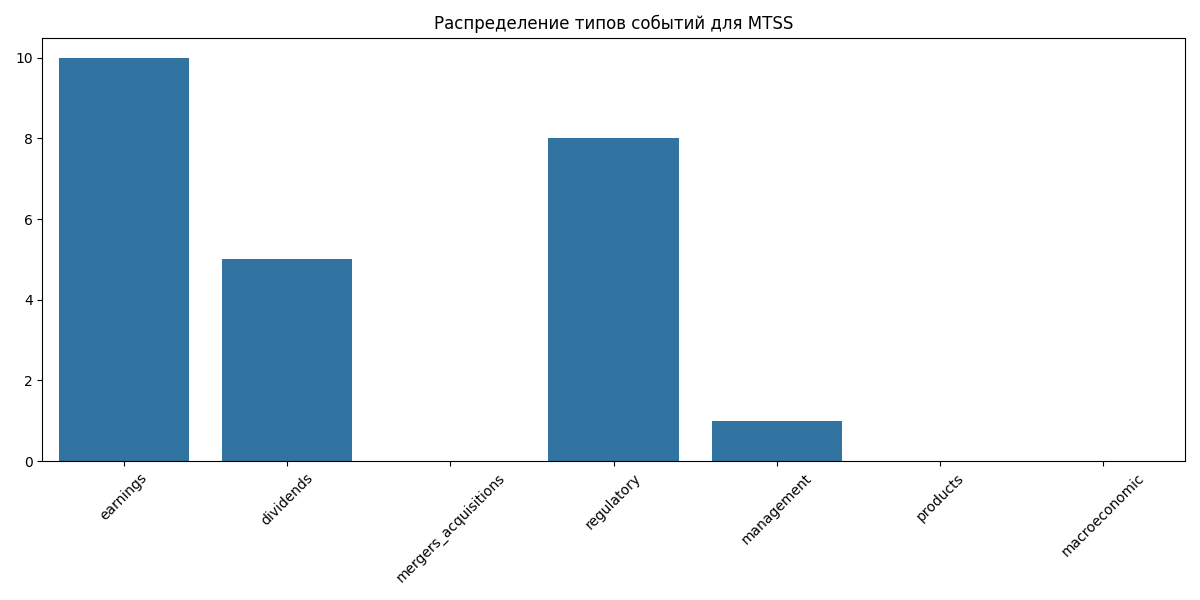 Распределение типов событий для MTSS
10
8
6
4
2
0
earnings
dividends
mergers_acquisitions
regulatory
management
products
macroeconomic